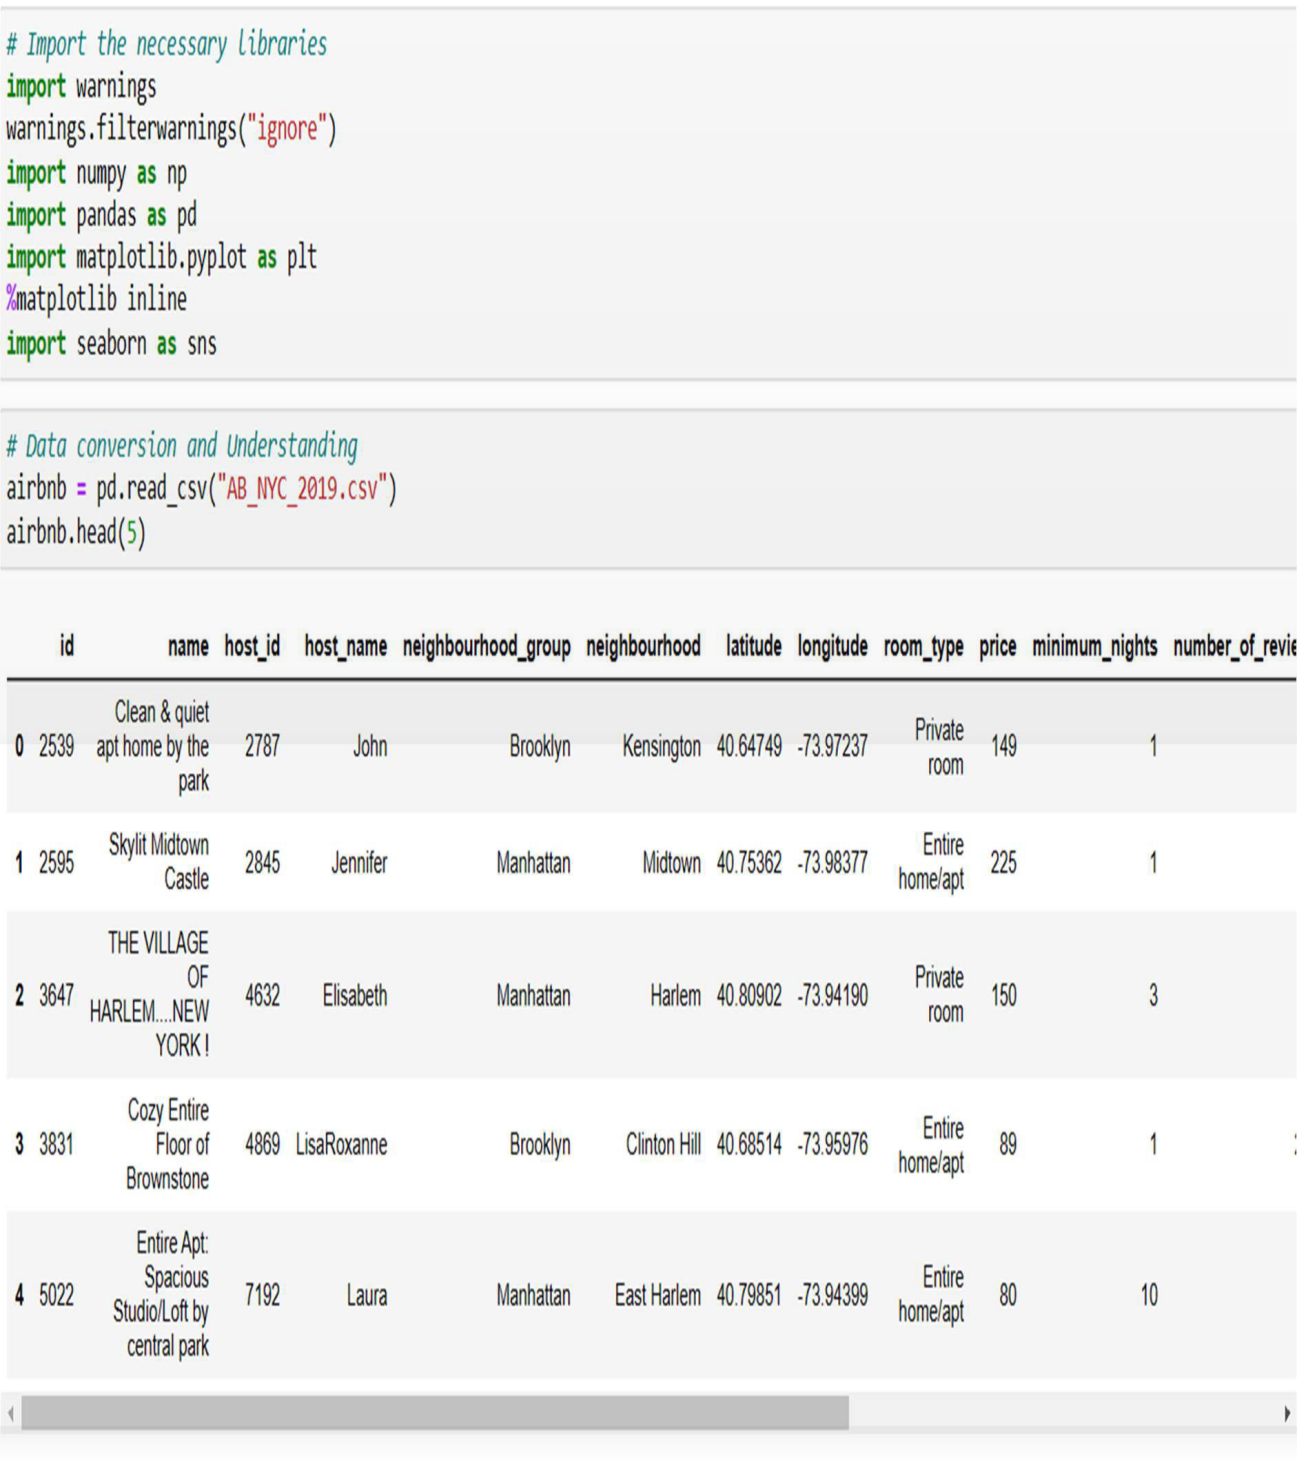 # Import the necessary libraries
import warnings
warnings.filterwarnings("ignore")
import numpy as np
import pandas as pd
import matplotlib.pyplot as plt
%matplotlib inline
import seaborn as sns
# Data conversion and Understanding
airbnb = pd.read_csv("AB_NYC_2019.csv")
airbnb.head(5)
id name host_id host_name neighbourhood_group neighbourhood latitude longitude room_type price minimum_nights number_of_revie
Clean & quiet
0 2539 apt home by the 2787 John Brooklyn Kensington 40.64749 -73.97237 Private 149 1
park room
Skylit Midtown Entire
1 2595 Castle 2845 Jennifer Manhattan Midtown 40.75362 -73.98377 home/apt 225 1
THE VILLAGE
OF Private
2 3647 HARLEM....NEW 4632 Elisabeth Manhattan Harlem 40.80902 -73.94190 room 150 3
YORK !
Cozy Entire Entire
3 3831 Floor of 4869 LisaRoxanne Brooklyn Clinton Hill 40.68514 -73.95976 home/apt 89 1
Brownstone
Entire Apt:
Spacious Entire
4 5022 Studio/Loft by 7192 Laura Manhattan East Harlem 40.79851 -73.94399 home/apt 80 10
central park